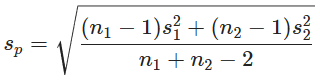 s_p = \sqrt{\frac{(n_1 - 1)s_1^2 + (n_2 - 1)s_2^2}{n_1 + n_2 - 2}}